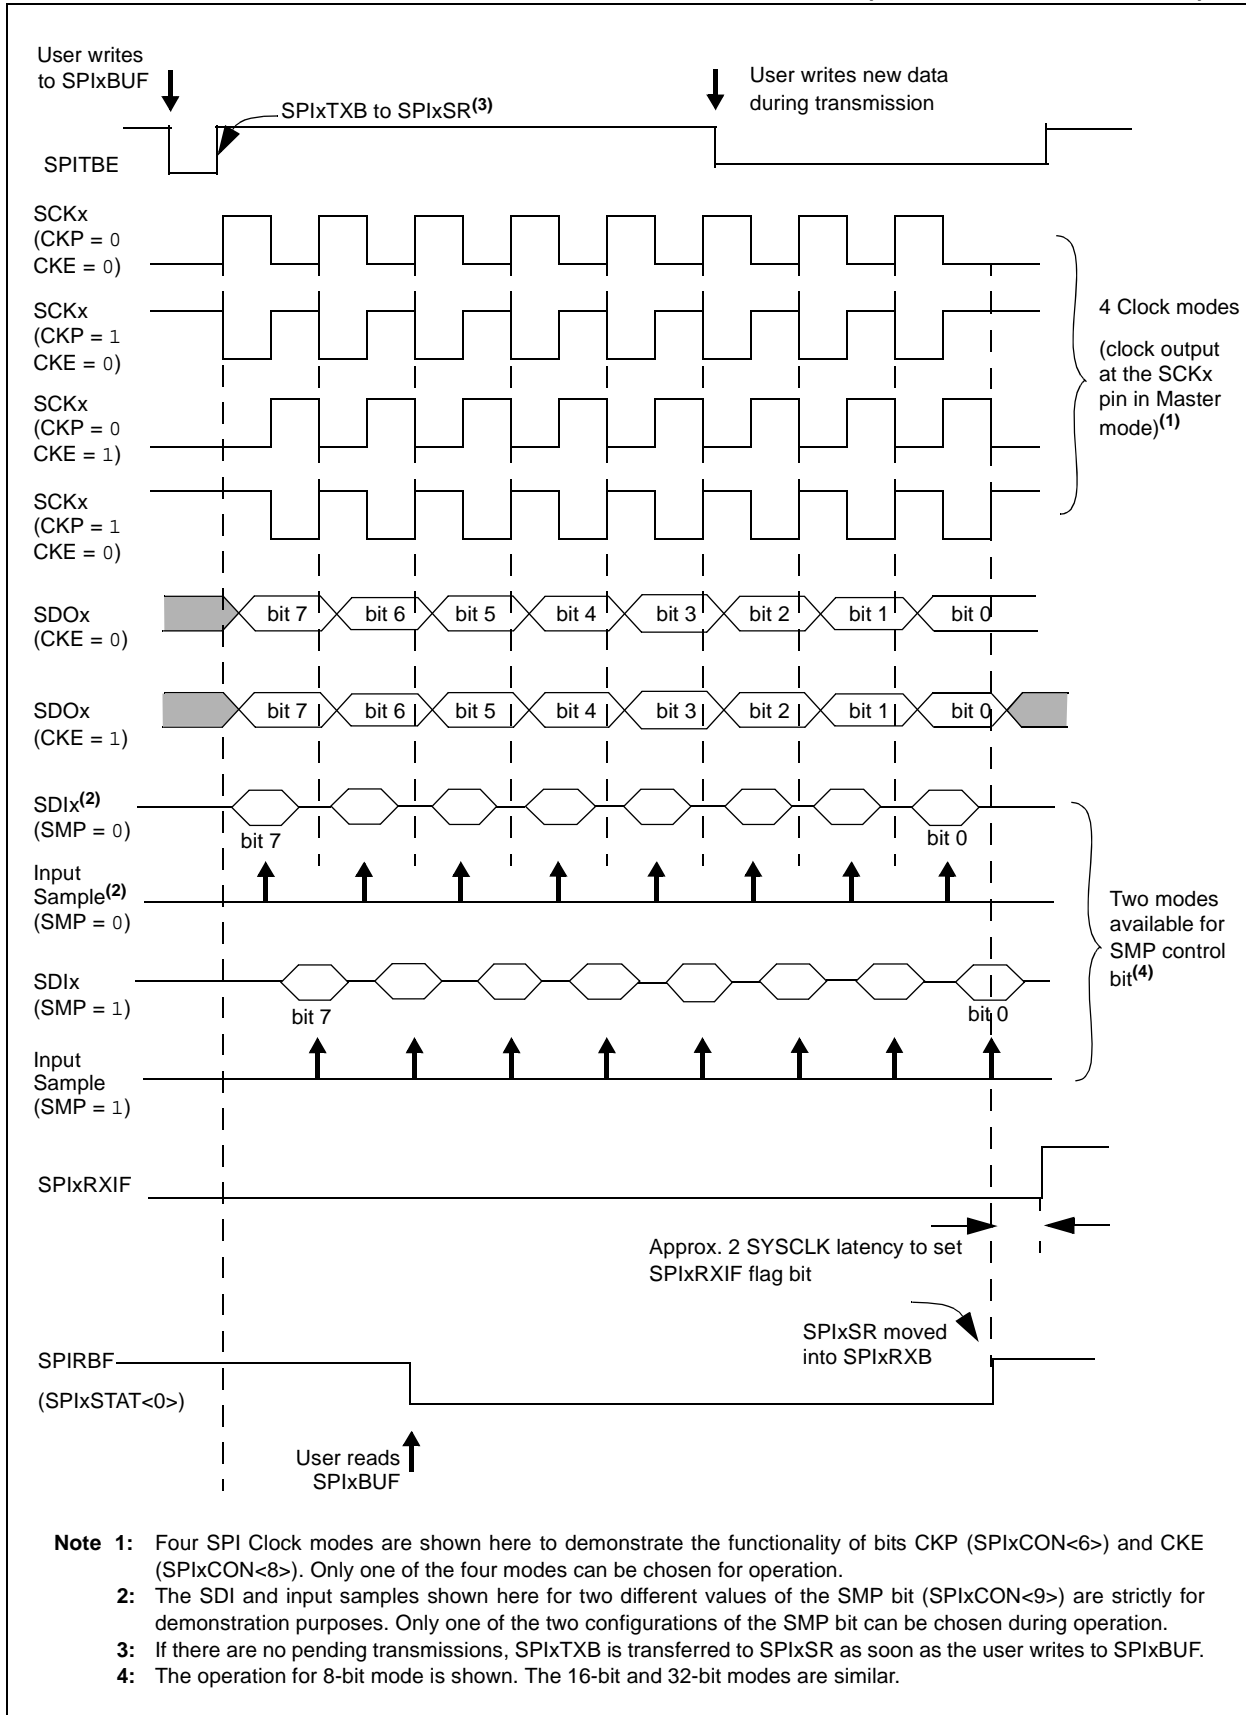 User writes
to SPIxBUF
User writes new data
during transmission
SPIxTXB to SPIxSR(3)
SPITBE
SCKx
(CKP = 0
CKE = 0)
SCKx
(CKP = 1
CKE = 0)
4 Clock modes
(clock output
at the SCKx
pin in Master
mode)(1)
SCKx
(CKP = 0
CKE = 1)
SCKx
(CKP = 1
CKE = 0)
SDOx
(CKE = 0)
bit 7 bit 6 bit 5 bit 4 bit 3 bit 2 bit 1 bit 0
SDOx
(CKE = 1)
bit 7 bit 6 bit 5 bit 4 bit 3 bit 2 bit 1 bit 0
SDIx(2)
(SMP = 0)
bit 7 bit 0
Input
Sample(2)
(SMP = 0)
Two modes
available for
SMP control
bit(4)
SDIx
(SMP = 1)
bit 7 bit 0
Input
Sample
(SMP = 1)
SPIxRXIF
Approx. 2 SYSCLK latency to set
SPIxRXIF flag bit
SPIxSR moved
into SPIxRXB
SPIRBF
(SPIxSTAT<0>)
User reads
SPIxBUF
Note 1: Four SPI Clock modes are shown here to demonstrate the functionality of bits CKP (SPIxCON<6>) and CKE
(SPIxCON<8>). Only one of the four modes can be chosen for operation.
2: The SDI and input samples shown here for two different values of the SMP bit (SPIxCON<9>) are strictly for
demonstration purposes. Only one of the two configurations of the SMP bit can be chosen during operation.
3: If there are no pending transmissions, SPIxTXB is transferred to SPIxSR as soon as the user writes to SPIxBUF.
4: The operation for 8-bit mode is shown. The 16-bit and 32-bit modes are similar.